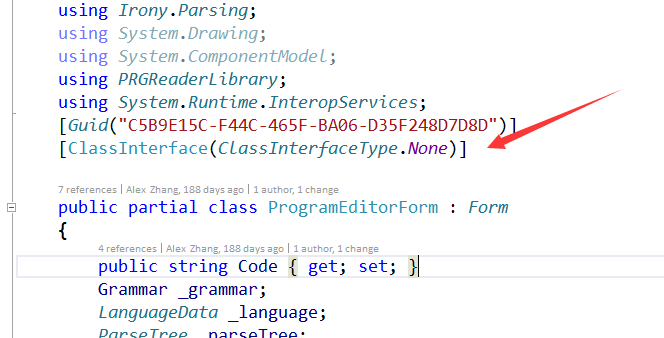 using Irony.Parsing;
using System.Drawing;
using System.ComponentModel;
using PRGReaderLibrary;
using System.Runtime.InteropServices;
[Guid("C5B9E15C-F44C-465F-BA06-D35F248D7D8D")]
[ClassInterface(ClassInterfaceType.None)]
7 references | Alex Zhang, 188 days ago | 1 author, 1 change
public partial class ProgramEditorForm : Form
{
4 references | Alex Zhang, 188 days ago | 1 author, 1 change
public string Code { get; set; }
Grammar _grammar;
LanguageData _language;
ParseTree _parseTree;